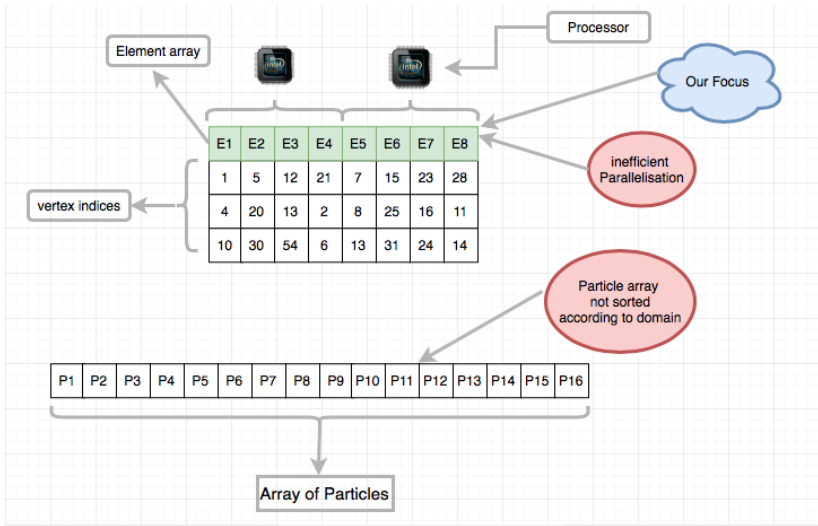 Processor
Element array
intel
intel
Our Focus
E1 E2 E3 E4 E5 E6 E7 E8
inefficient
Parallelisation
1 5 12 21 7 15 23 28
vertex indices
4 20 13 2 8 25 16 11
10 30 54 6 13 31 24 14
Particle array
not sorted
according to domain
P1 P2 P3 P4 P5 P6 P7 P8 P9 P10 P11 P12 P13 P14 P15 P16
Array of Particles